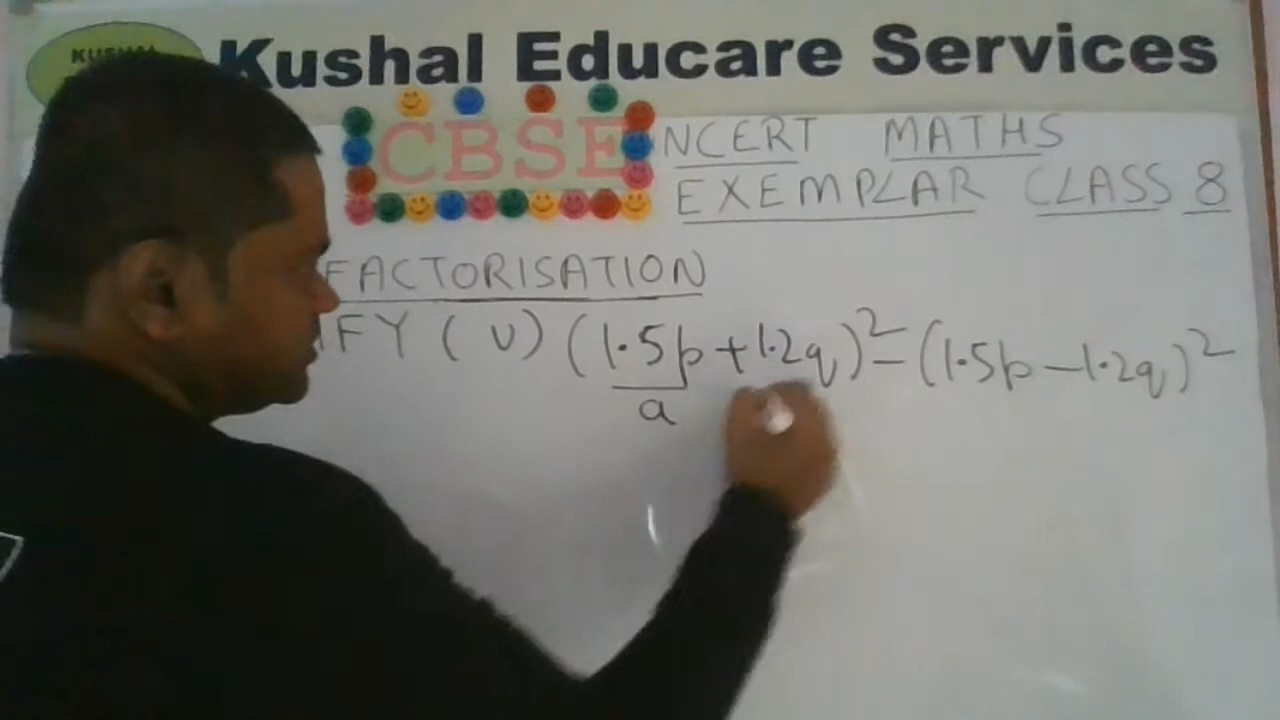 Kushal Educare Services
CBSE
NCERT MATHS
EXEMPLAR CLASS 8
FACTORISATION
(V) (1.5p + 1.2q)² - (1.5p - 1.2q)²
a